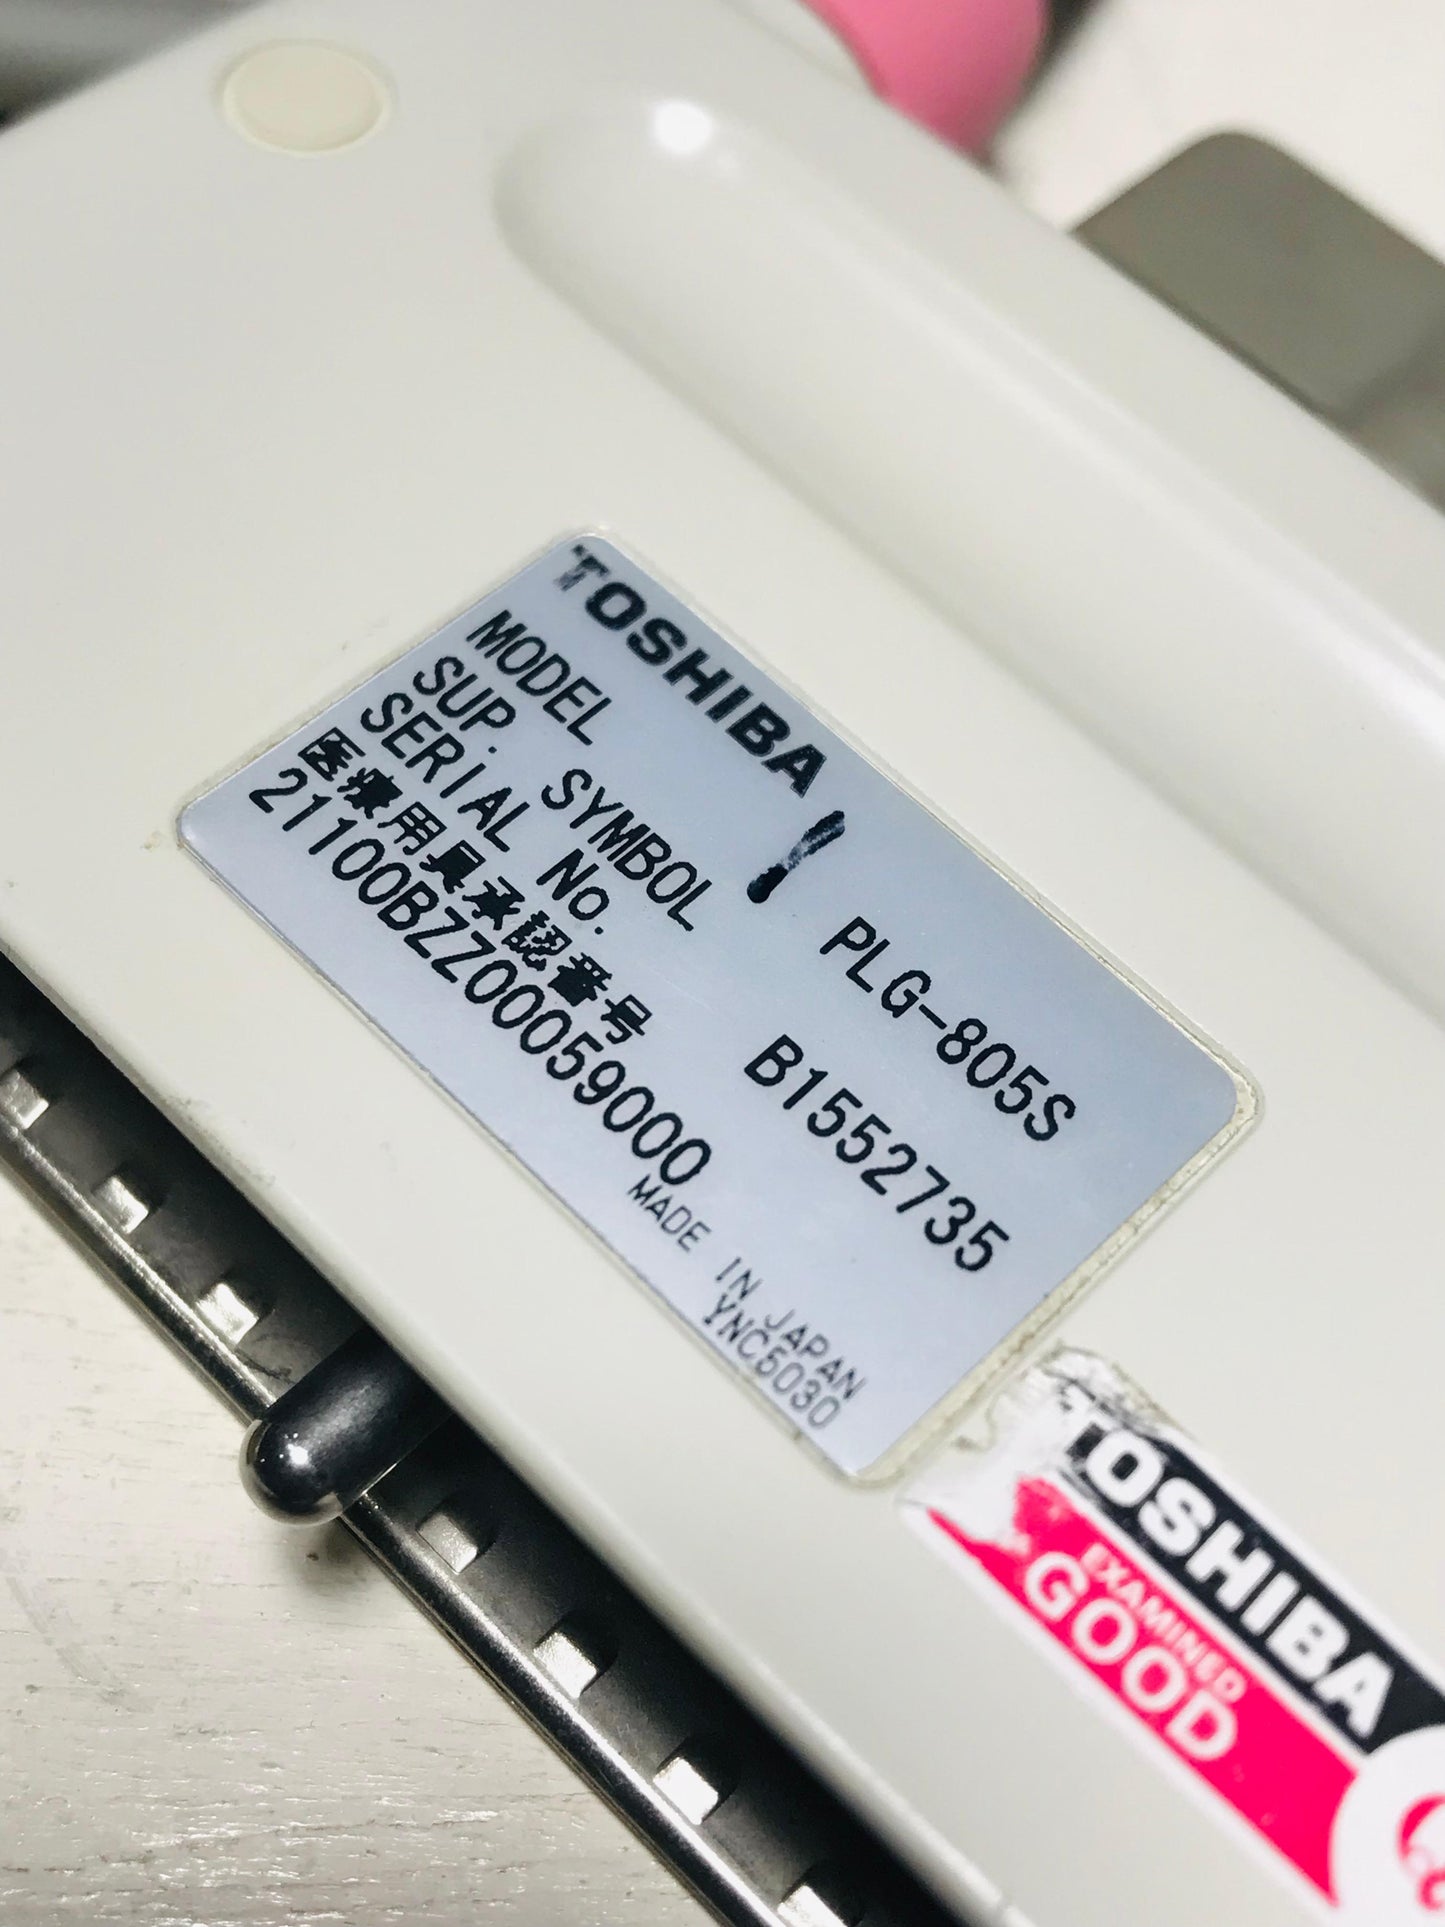 TOSHIBA
MODEL PLG-805S
SUP. SYMBOL
SERIAL No. B1552735
医療用具承認番号
21100BZZ00059000
MADE IN JAPAN
YNC5030
TOSHIBA
EXAMINED
GOOD